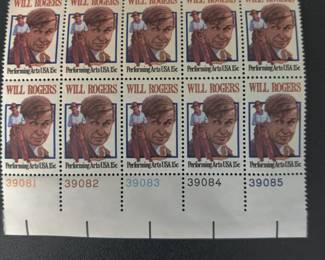 WILL ROGERS WILL ROGERS WILL ROGERS WILL ROGERS WILL ROGERS
Performing Arts USA 15c Performing Arts USA 15c Performing Arts USA 15c Performing Arts USA 15c Performing Arts USA 15c
WILL ROGERS WILL ROGERS WILL ROGERS WILL ROGERS WILL ROGERS
Performing Arts USA 15c Performing Arts USA 15c Performing Arts USA 15c Performing Arts USA 15c Performing Arts USA 15c
39081 39082 39083 39084 39085